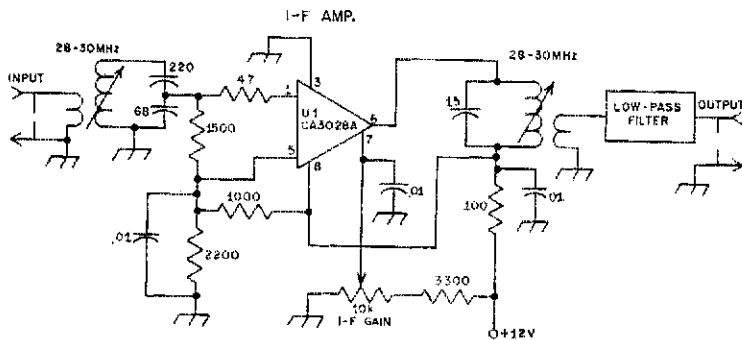 I-F AMP.
28-30MHz
28-30MHz
INPUT
220
68
47
1
3
U1
CA3028A
6
7
5
8
1500
15
LOW-PASS
FILTER
OUTPUT
.01
1000
2200
.01
100
.01
3300
10k
I-F GAIN
+12V